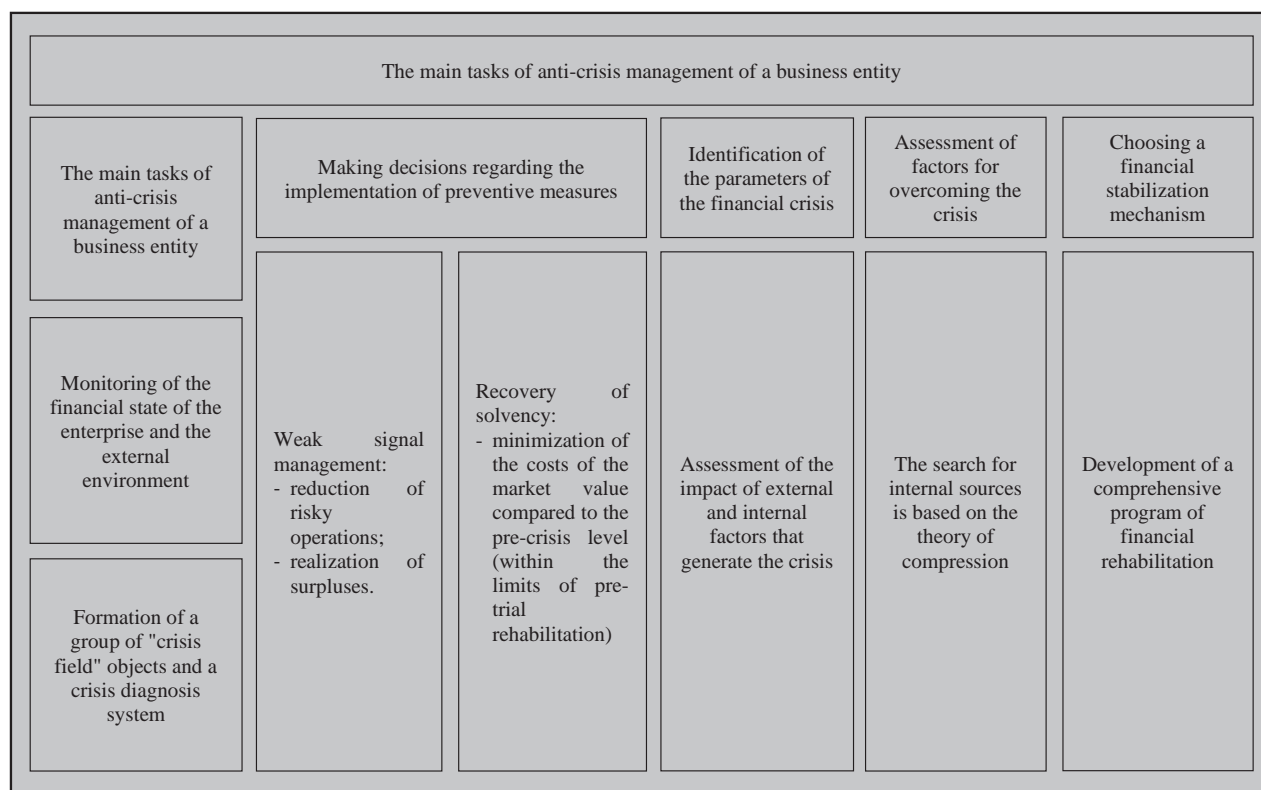 The main tasks of anti-crisis management of a business entity
The main tasks of
anti-crisis
management of a
business entity
Monitoring of the
financial state of the
enterprise and the
external
environment
Formation of a
group of "crisis
field" objects and a
crisis diagnosis
system
Making decisions regarding the
implementation of preventive measures
Weak signal
management:
- reduction of
risky
operations;
- realization of
surpluses.
Recovery of
solvency:
- minimization of
the costs of the
market value
compared to the
pre-crisis level
(within the
limits of pre-
trial
rehabilitation)
Identification of
the parameters of
the financial crisis
Assessment of the
impact of external
and internal
factors that
generate the crisis
Assessment of
factors for
overcoming the
crisis
The search for
internal sources
is based on the
theory of
compression
Choosing a
financial
stabilization
mechanism
Development of a
comprehensive
program of
financial
rehabilitation